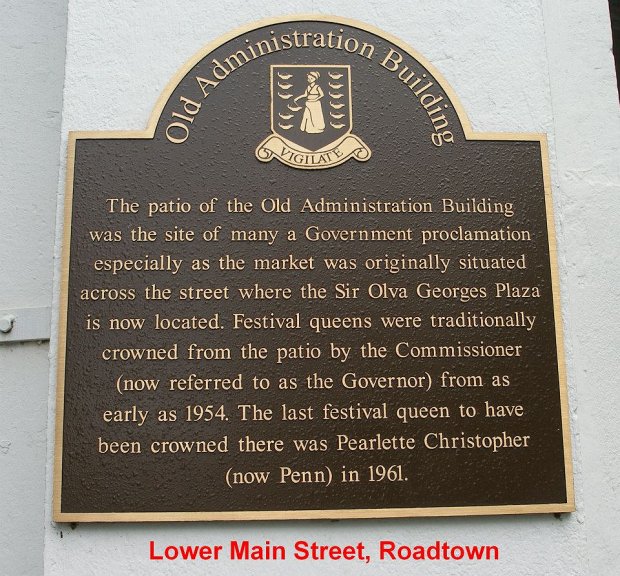 Old Administration Building
VIGILATE
The patio of the Old Administration Building
was the site of many a Government proclamation
especially as the market was originally situated
across the street where the Sir Olva Georges Plaza
is now located. Festival queens were traditionally
crowned from the patio by the Commissioner
(now referred to as the Governor) from as
early as 1954. The last festival queen to have
been crowned there was Pearlette Christopher
(now Penn) in 1961.
Lower Main Street, Roadtown